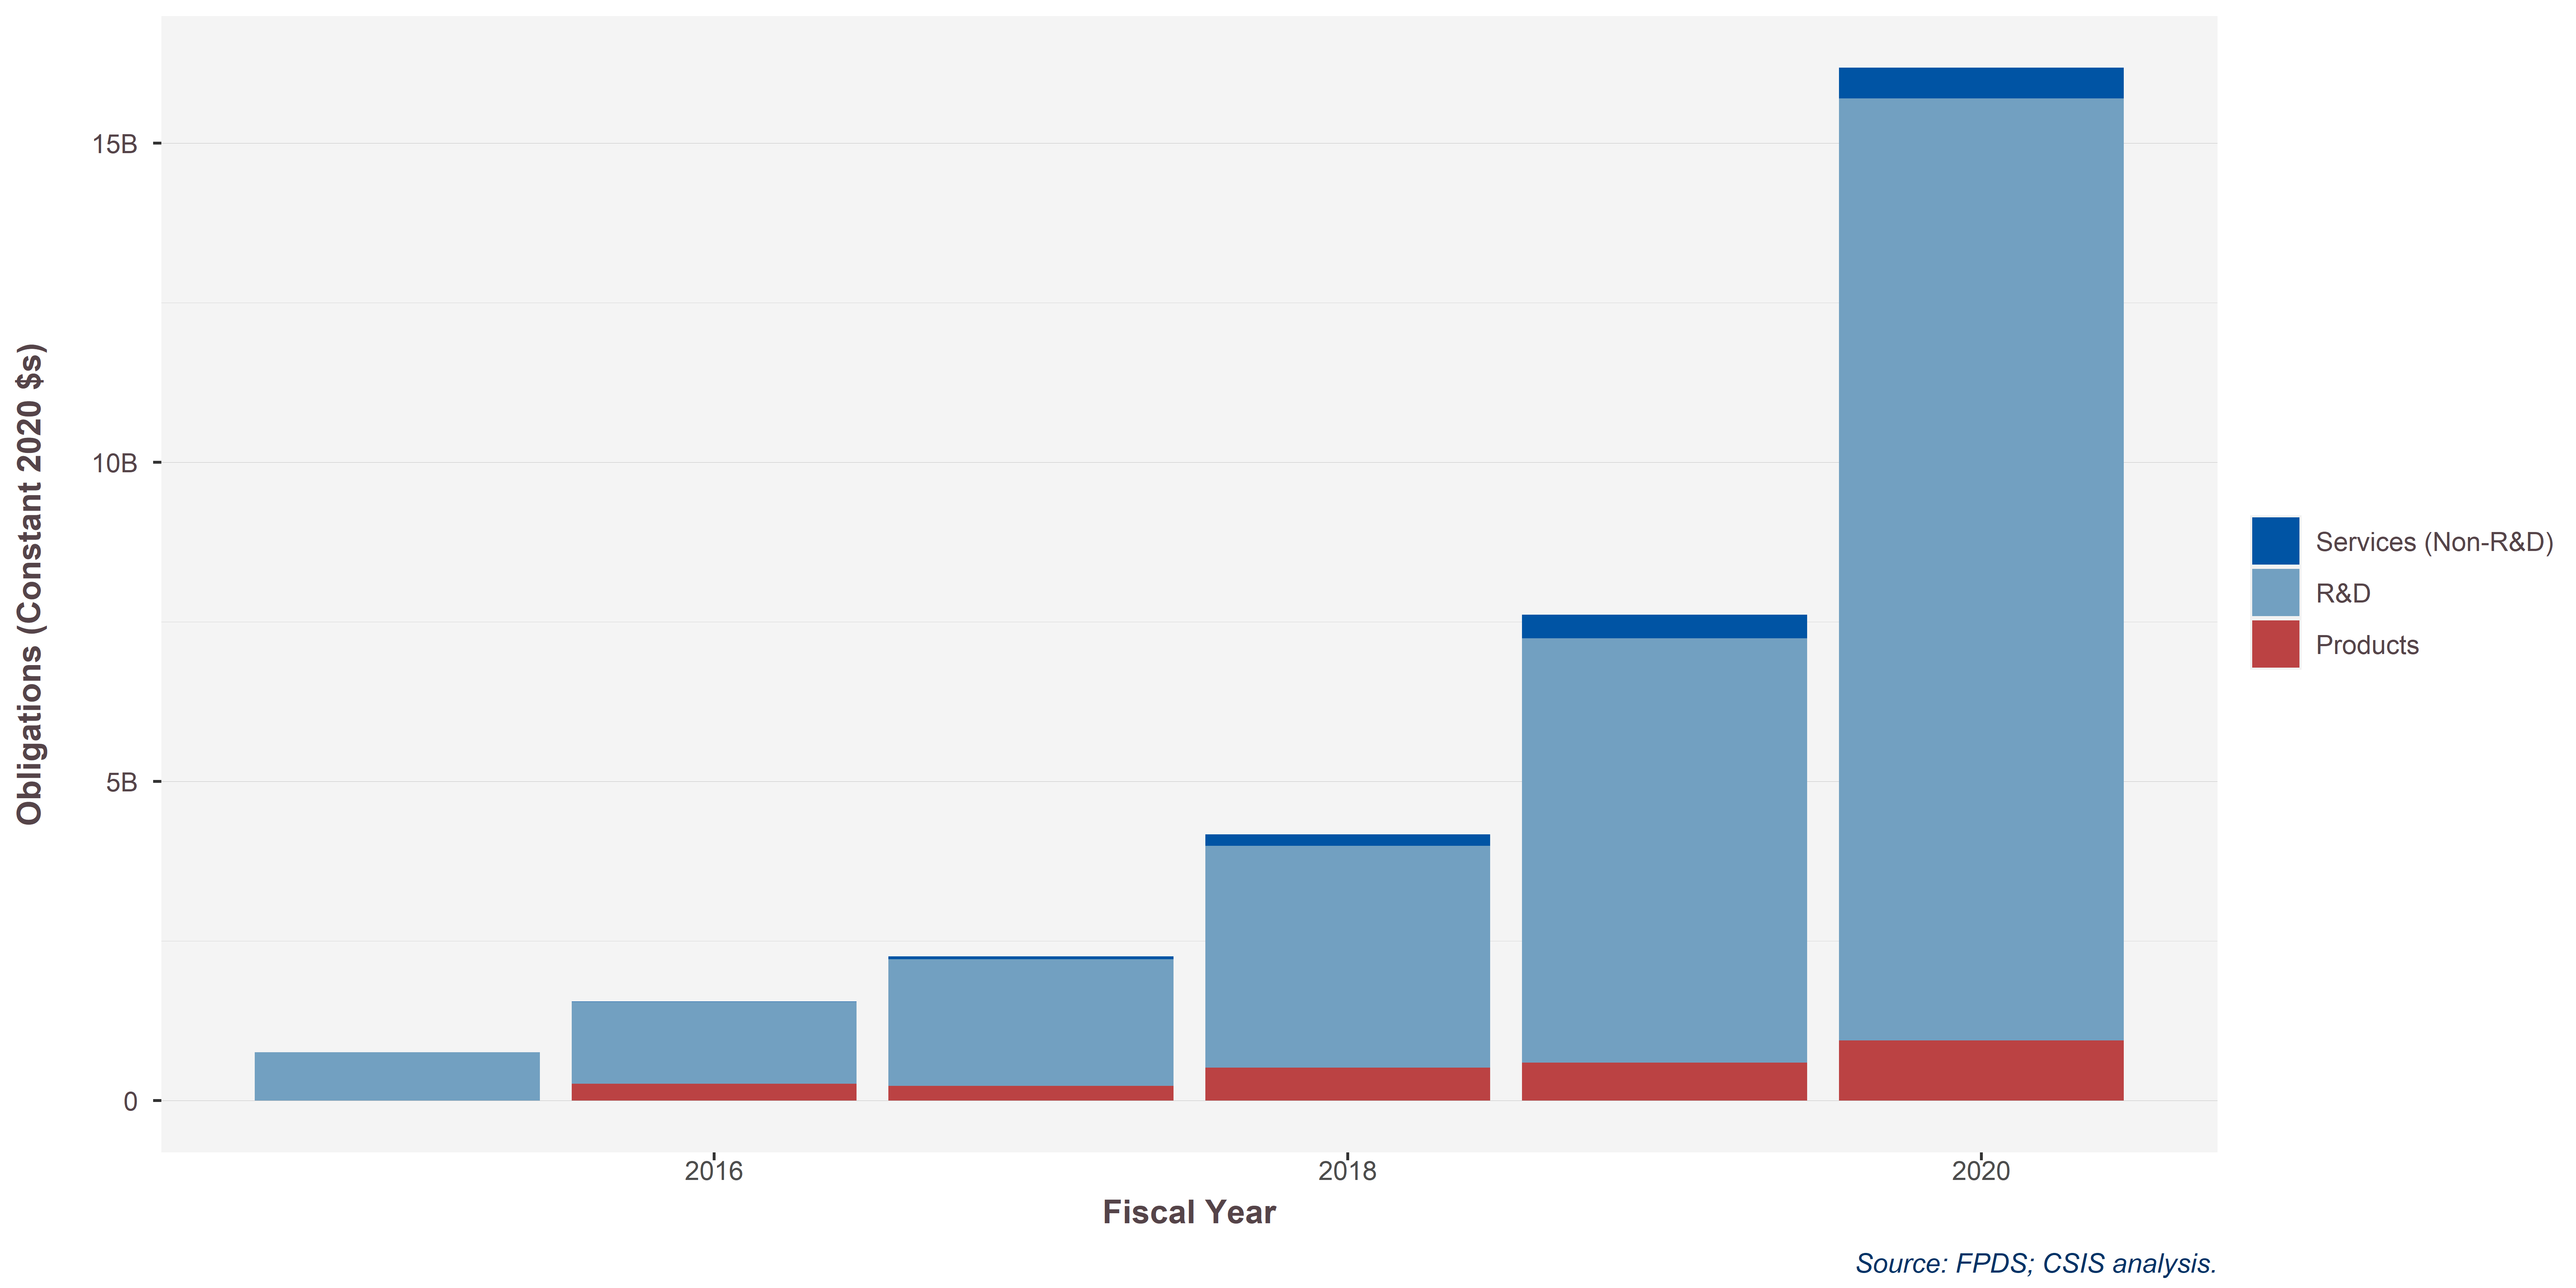 Obligations (Constant 2020 $s)
15B
10B
5B
0
2016
2018
2020
Fiscal Year
Services (Non-R&D)
R&D
Products
Source: FPDS; CSIS analysis.